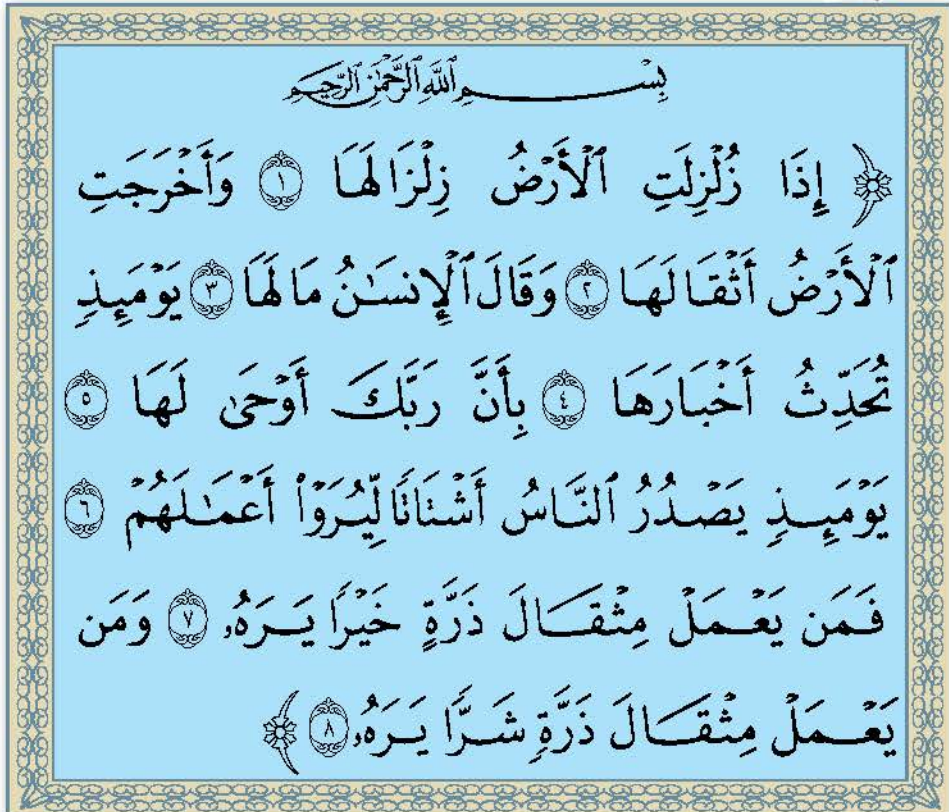 بِسْمِ ٱللَّهِ ٱلرَّحْمَٰنِ ٱلرَّحِيمِ
﴿ إِذَا زُلْزِلَتِ ٱلْأَرْضُ زِلْزَالَهَا ١ وَأَخْرَجَتِ
ٱلْأَرْضُ أَثْقَالَهَا ٢ وَقَالَ ٱلْإِنسَٰنُ مَا لَهَا ٣ يَوْمَئِذٍ
تُحَدِّثُ أَخْبَارَهَا ٤ بِأَنَّ رَبَّكَ أَوْحَىٰ لَهَا ٥
يَوْمَئِذٍ يَصْدُرُ ٱلنَّاسُ أَشْتَاتًا لِّيُرَوْا۟ أَعْمَٰلَهُمْ ٦
فَمَن يَعْمَلْ مِثْقَالَ ذَرَّةٍ خَيْرًا يَرَهُۥ ٧ وَمَن
يَعْمَلْ مِثْقَالَ ذَرَّةٍ شَرًّا يَرَهُۥ ٨ ﴾